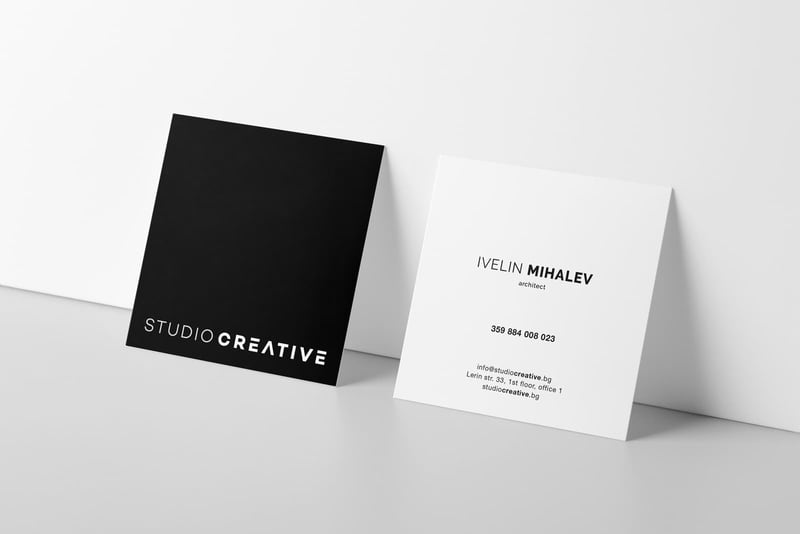 STUDIO CREATIVE
IVELIN MIHALEV
architect
359 884 008 023
info@studiocreative.bg
Lerin str. 33, 1st floor, office 1
studiocreative.bg